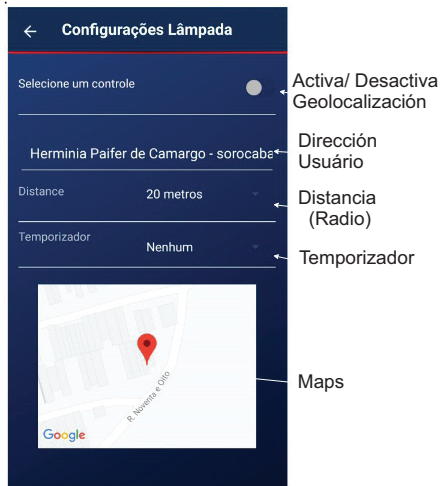 Configurações Lâmpada
Selecione um controle
Activa/ Desactiva
Geolocalización
Herminia Paifer de Camargo - sorocaba
Dirección
Usuário
Distance
20 metros
Distancia
(Radio)
Temporizador
Nenhum
Temporizador
R. Noventa e Oito
Google
Maps